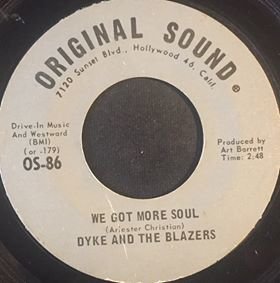 ORIGINAL SOUND®
7120 Sunset Blvd., Hollywood 46, Calif.
Drive-In Music
And Westward
(BMI)
(or -179)
OS-86
Produced by
Art Barrett
Time: 2:48
WE GOT MORE SOUL
(Arlester Christian)
DYKE AND THE BLAZERS